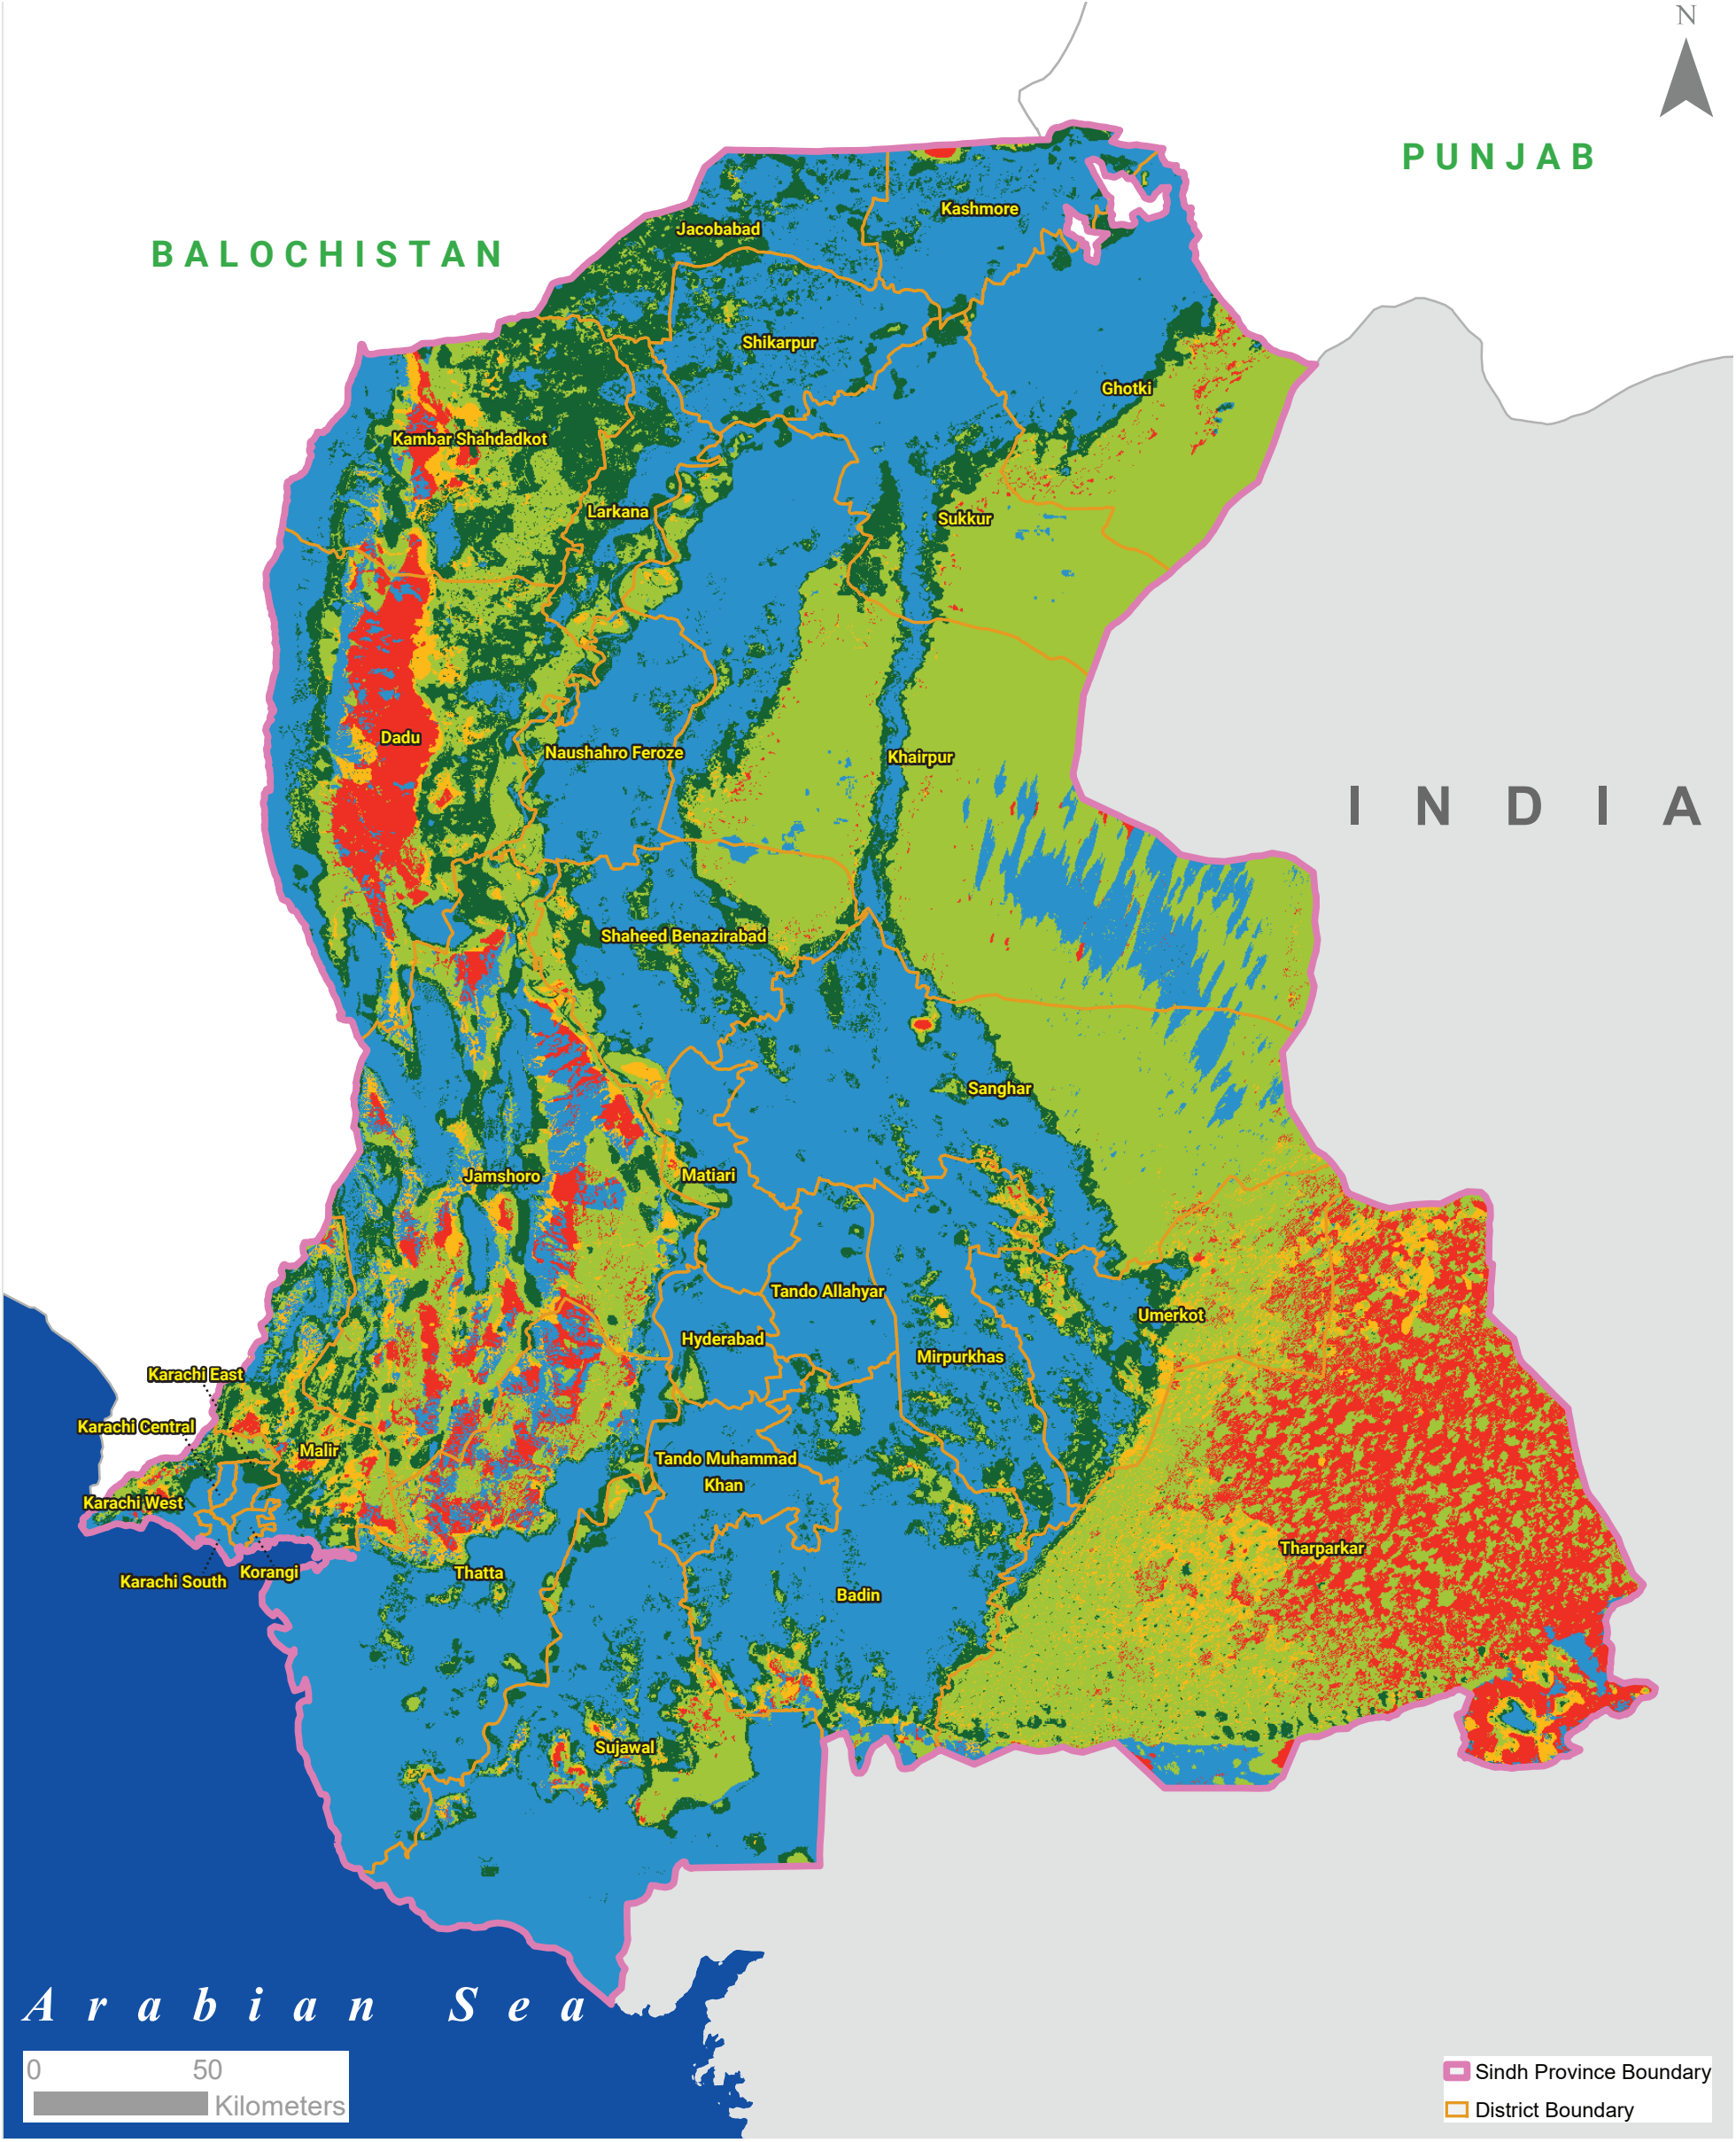 N
PUNJAB
BALOCHISTAN
Kashmore
Jacobabad
Shikarpur
Ghotki
Kambar Shahdadkot
Larkana
Sukkur
Dadu
Naushahro Feroze
Khairpur
INDIA
Shaheed Benazirabad
Sanghar
Jamshoro
Matiari
Tando Allahyar
Umerkot
Hyderabad
Mirpurkhas
Karachi East
Karachi Central
Malir
Tando Muhammad
Khan
Karachi West
Tharparkar
Korangi
Karachi South
Thatta
Badin
Sujawal
Arabian Sea
0 50
Kilometers
Sindh Province Boundary
District Boundary